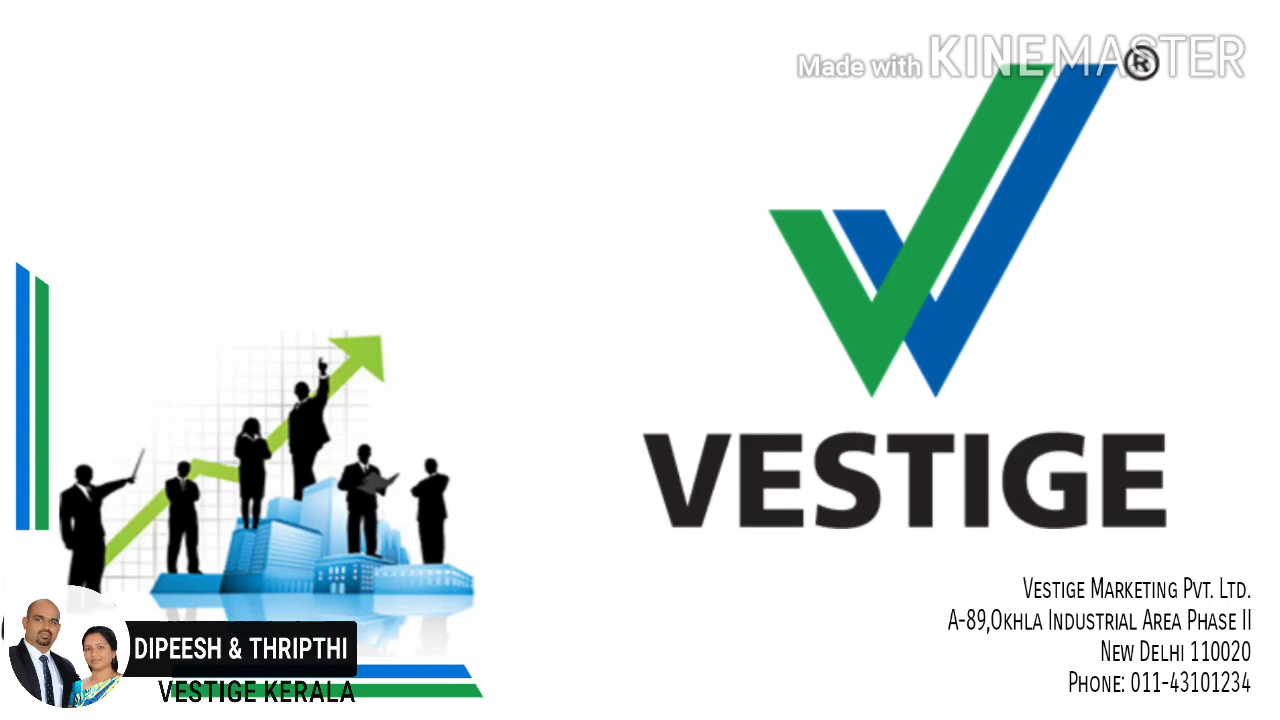 Made with KINEMASTER
®
VESTIGE
Vestige Marketing Pvt. Ltd.
A-89,Okhla Industrial Area Phase II
New Delhi 110020
Phone: 011-43101234
DIPEESH & THRIPTHI
VESTIGE KERALA